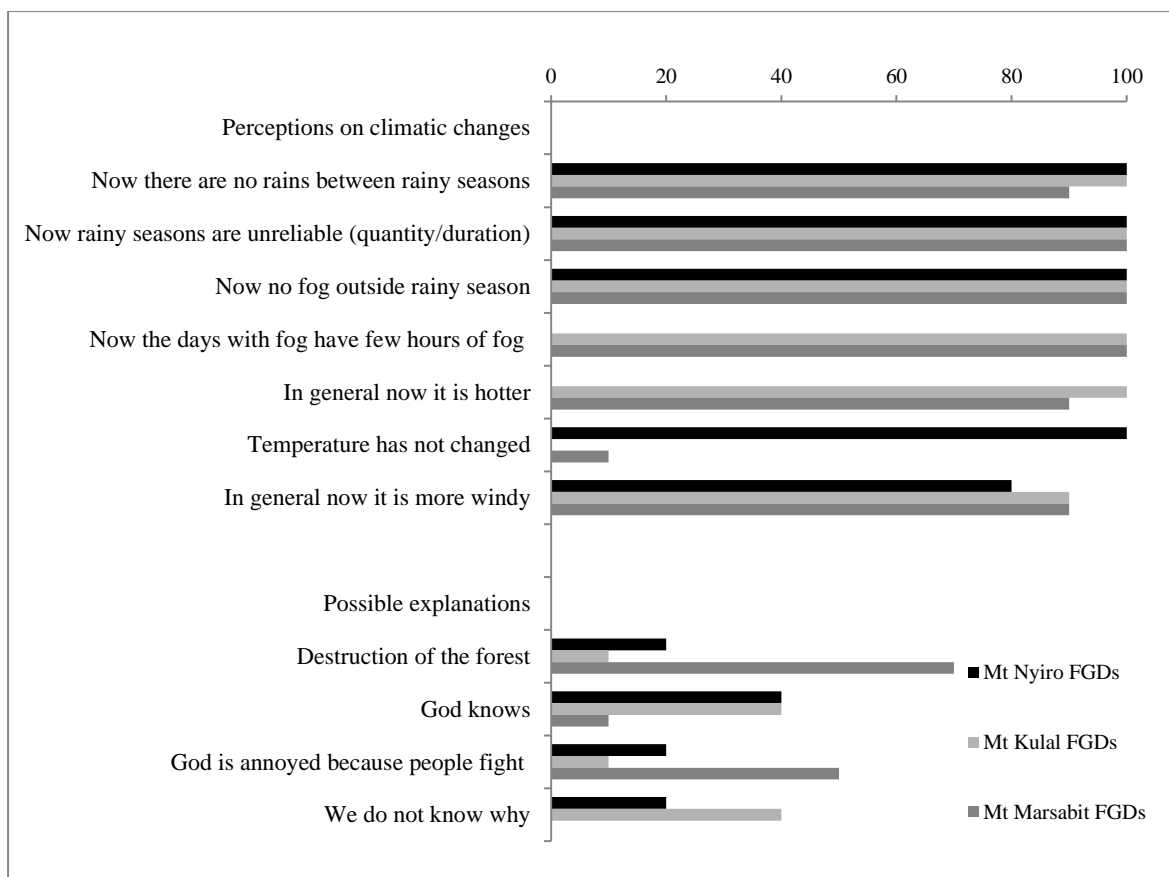 0 20 40 60 80 100
Perceptions on climatic changes
Now there are no rains between rainy seasons
Now rainy seasons are unreliable (quantity/duration)
Now no fog outside rainy season
Now the days with fog have few hours of fog
In general now it is hotter
Temperature has not changed
In general now it is more windy
Possible explanations
Destruction of the forest
God knows
God is annoyed because people fight
We do not know why
Mt Nyiro FGDs
Mt Kulal FGDs
Mt Marsabit FGDs